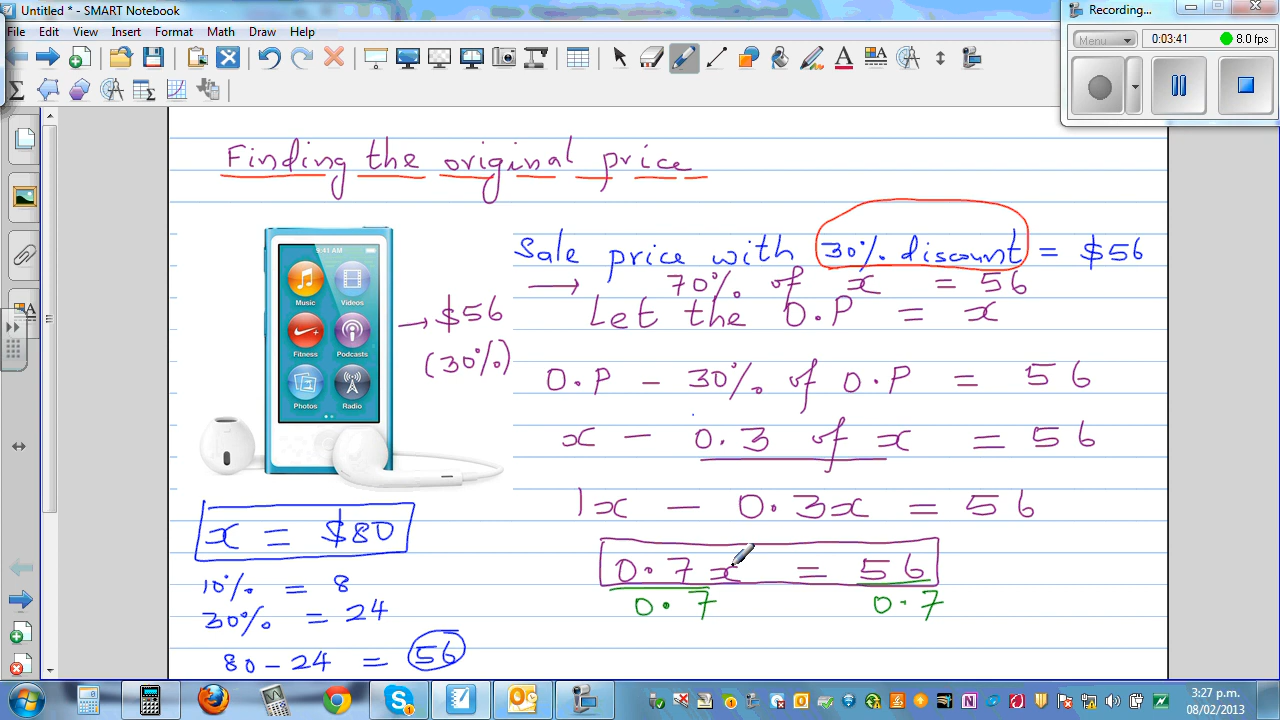 Untitled * - SMART Notebook
File Edit View Insert Format Math Draw Help
Recording...
Menu
0:03:41
8.0 fps
Finding the original price
9:41 AM
Music
Videos
Fitness
Podcasts
Photos
Radio
→ $56
(30%)
Sale price with 30% discount = $56
→ 70% of x = 56
Let the O.P = x
O.P - 30% of O.P = 56
x - 0.3 of x = 56
1x - 0.3x = 56
0.7x = 56
0.7 0.7
x = $80
10% = 8
30% = 24
80 - 24 = 56
3:27 p.m.
08/02/2013